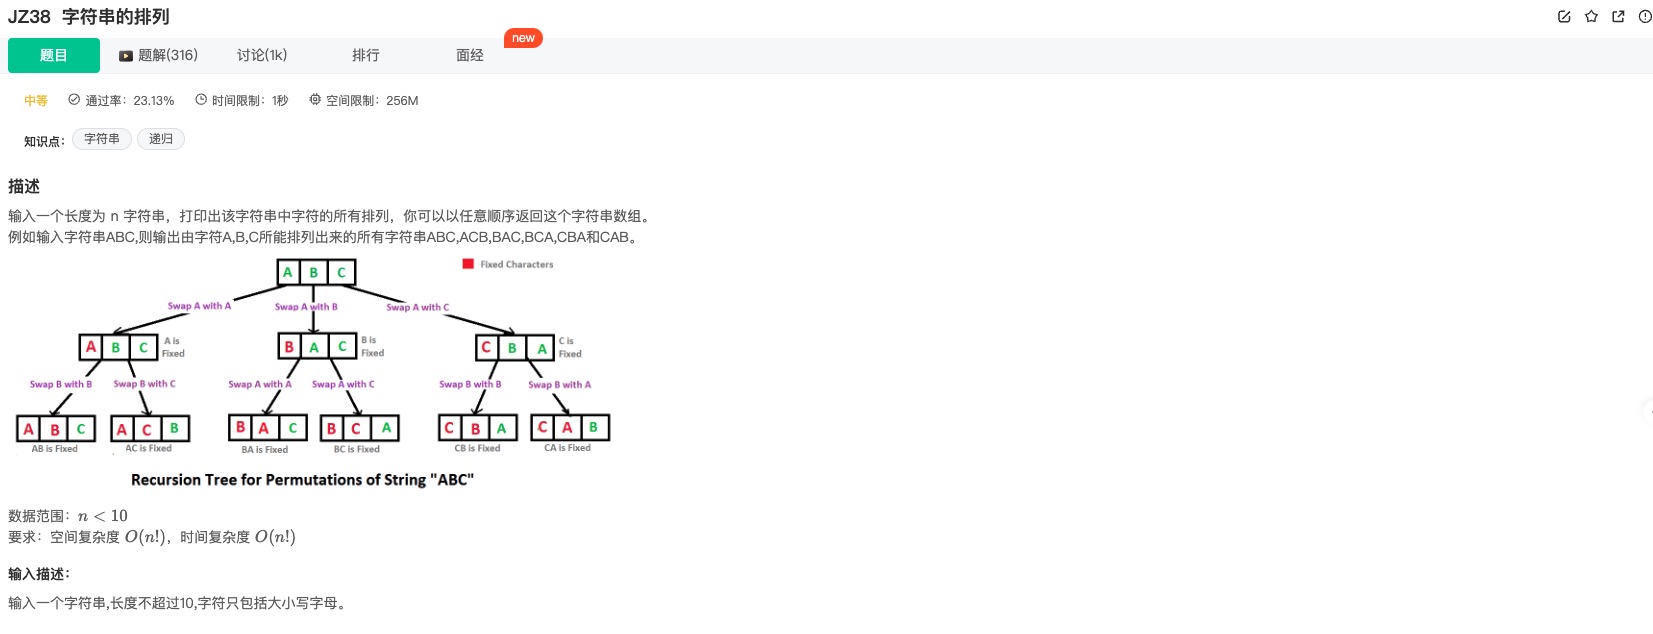 JZ38 字符串的排列
题目
题解(316)
讨论(1k)
排行
面经
new
中等
通过率：23.13%
时间限制：1秒
空间限制：256M
知识点：
字符串
递归
描述
输入一个长度为 n 字符串，打印出该字符串中字符的所有排列，你可以以任意顺序返回这个字符串数组。
例如输入字符串ABC,则输出由字符A,B,C所能排列出来的所有字符串ABC,ACB,BAC,BCA,CBA和CAB。
A B C
Fixed Characters
Swap A with A
Swap A with B
Swap A with C
A B C
A is
Fixed
B A C
B is
Fixed
C B A
C is
Fixed
Swap B with B
Swap B with C
Swap A with A
Swap A with C
Swap B with B
Swap B with A
A B C
A C B
B A C
B C A
C B A
C A B
AB is Fixed
AC is Fixed
BA is Fixed
BC is Fixed
CB is Fixed
CA is Fixed
Recursion Tree for Permutations of String "ABC"
数据范围：n < 10
要求：空间复杂度 O(n!)，时间复杂度 O(n!)
输入描述：
输入一个字符串,长度不超过10,字符只包括大小写字母。